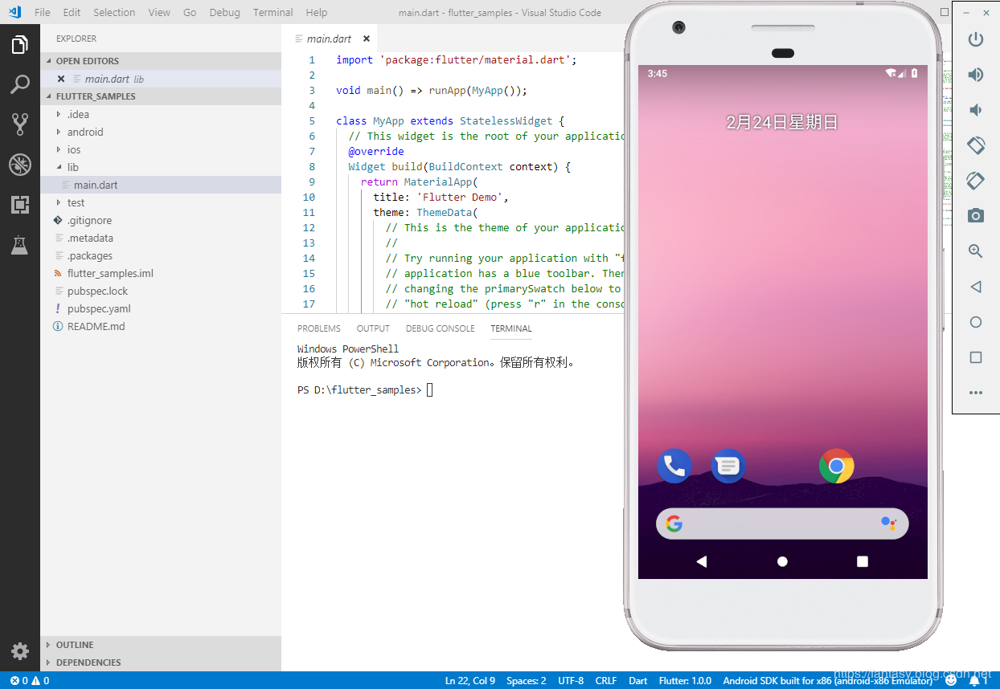 File Edit Selection View Go Debug Terminal Help
main.dart - flutter_samples - Visual Studio Code
EXPLORER
OPEN EDITORS
main.dart lib
FLUTTER_SAMPLES
.idea
android
ios
lib
main.dart
test
.gitignore
.metadata
.packages
flutter_samples.iml
pubspec.lock
pubspec.yaml
README.md
OUTLINE
DEPENDENCIES
main.dart
1 import 'package:flutter/material.dart';
2
3 void main() => runApp(MyApp());
4
5 class MyApp extends StatelessWidget {
6 // This widget is the root of your applicatio
7 @override
8 Widget build(BuildContext context) {
9 return MaterialApp(
10 title: 'Flutter Demo',
11 theme: ThemeData(
12 // This is the theme of your applicatio
13 //
14 // Try running your application with "f
15 // application has a blue toolbar. Then
16 // changing the primarySwatch below to
17 // "hot reload" (press "r" in the conso
PROBLEMS OUTPUT DEBUG CONSOLE TERMINAL
Windows PowerShell
版权所有 (C) Microsoft Corporation。保留所有权利。
PS D:\flutter_samples>
3:45
2月24日星期日
0 0 Ln 22, Col 9 Spaces: 2 UTF-8 CRLF Dart Flutter: 1.0.0 Android SDK built for x86 (android-x86 Emulator) 1
https://fantasy.blog.csdn.net